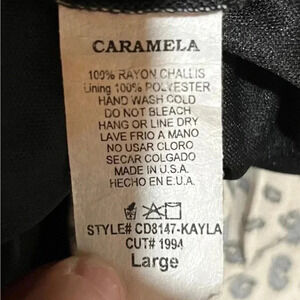 CARAMELA
100% RAYON CHALLIS
Lining 100% POLYESTER
HAND WASH COLD
DO NOT BLEACH
HANG OR LINE DRY
LAVE FRIO A MANO
NO USAR CLORO
SECAR COLGADO
MADE IN U.S.A.
HECHO EN E.U.A.
STYLE# CD8147-KAYLA
CUT# 1994
Large